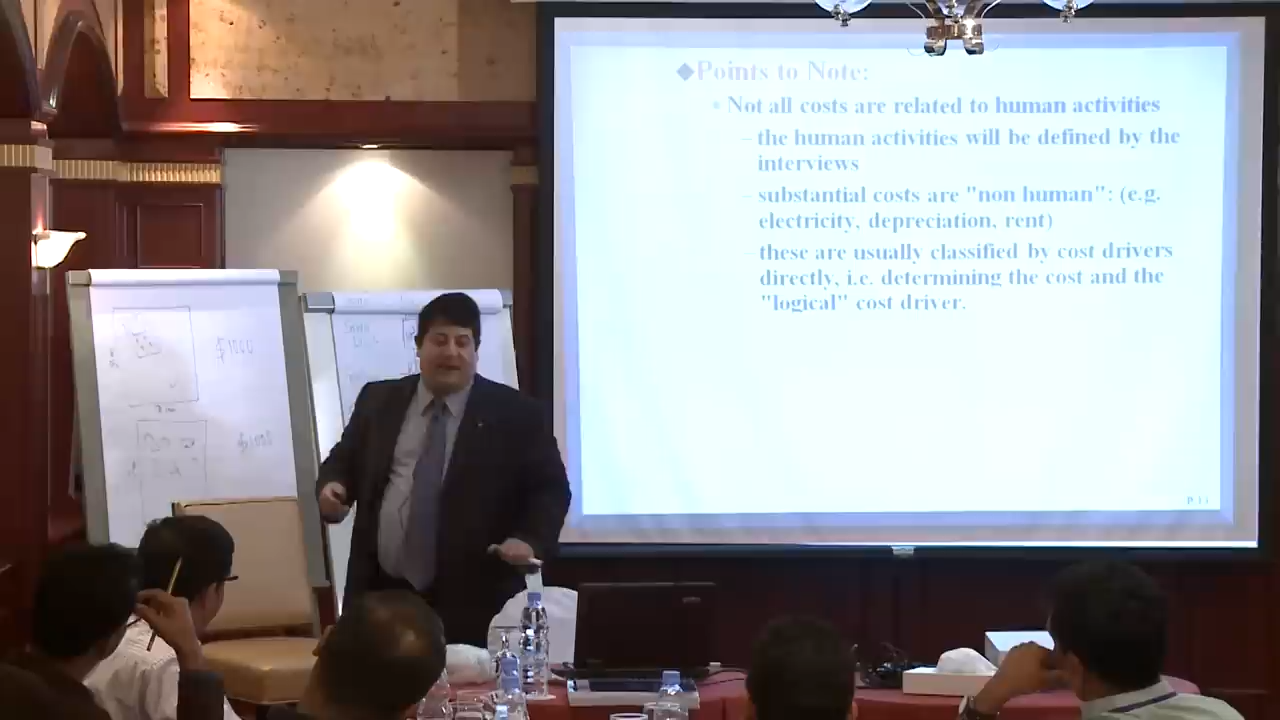 ◆Points to Note:
Not all costs are related to human activities
– the human activities will be defined by the
interviews
– substantial costs are "non human": (e.g.
electricity, depreciation, rent)
– these are usually classified by cost drivers
directly, i.e. determining the cost and the
"logical" cost driver.